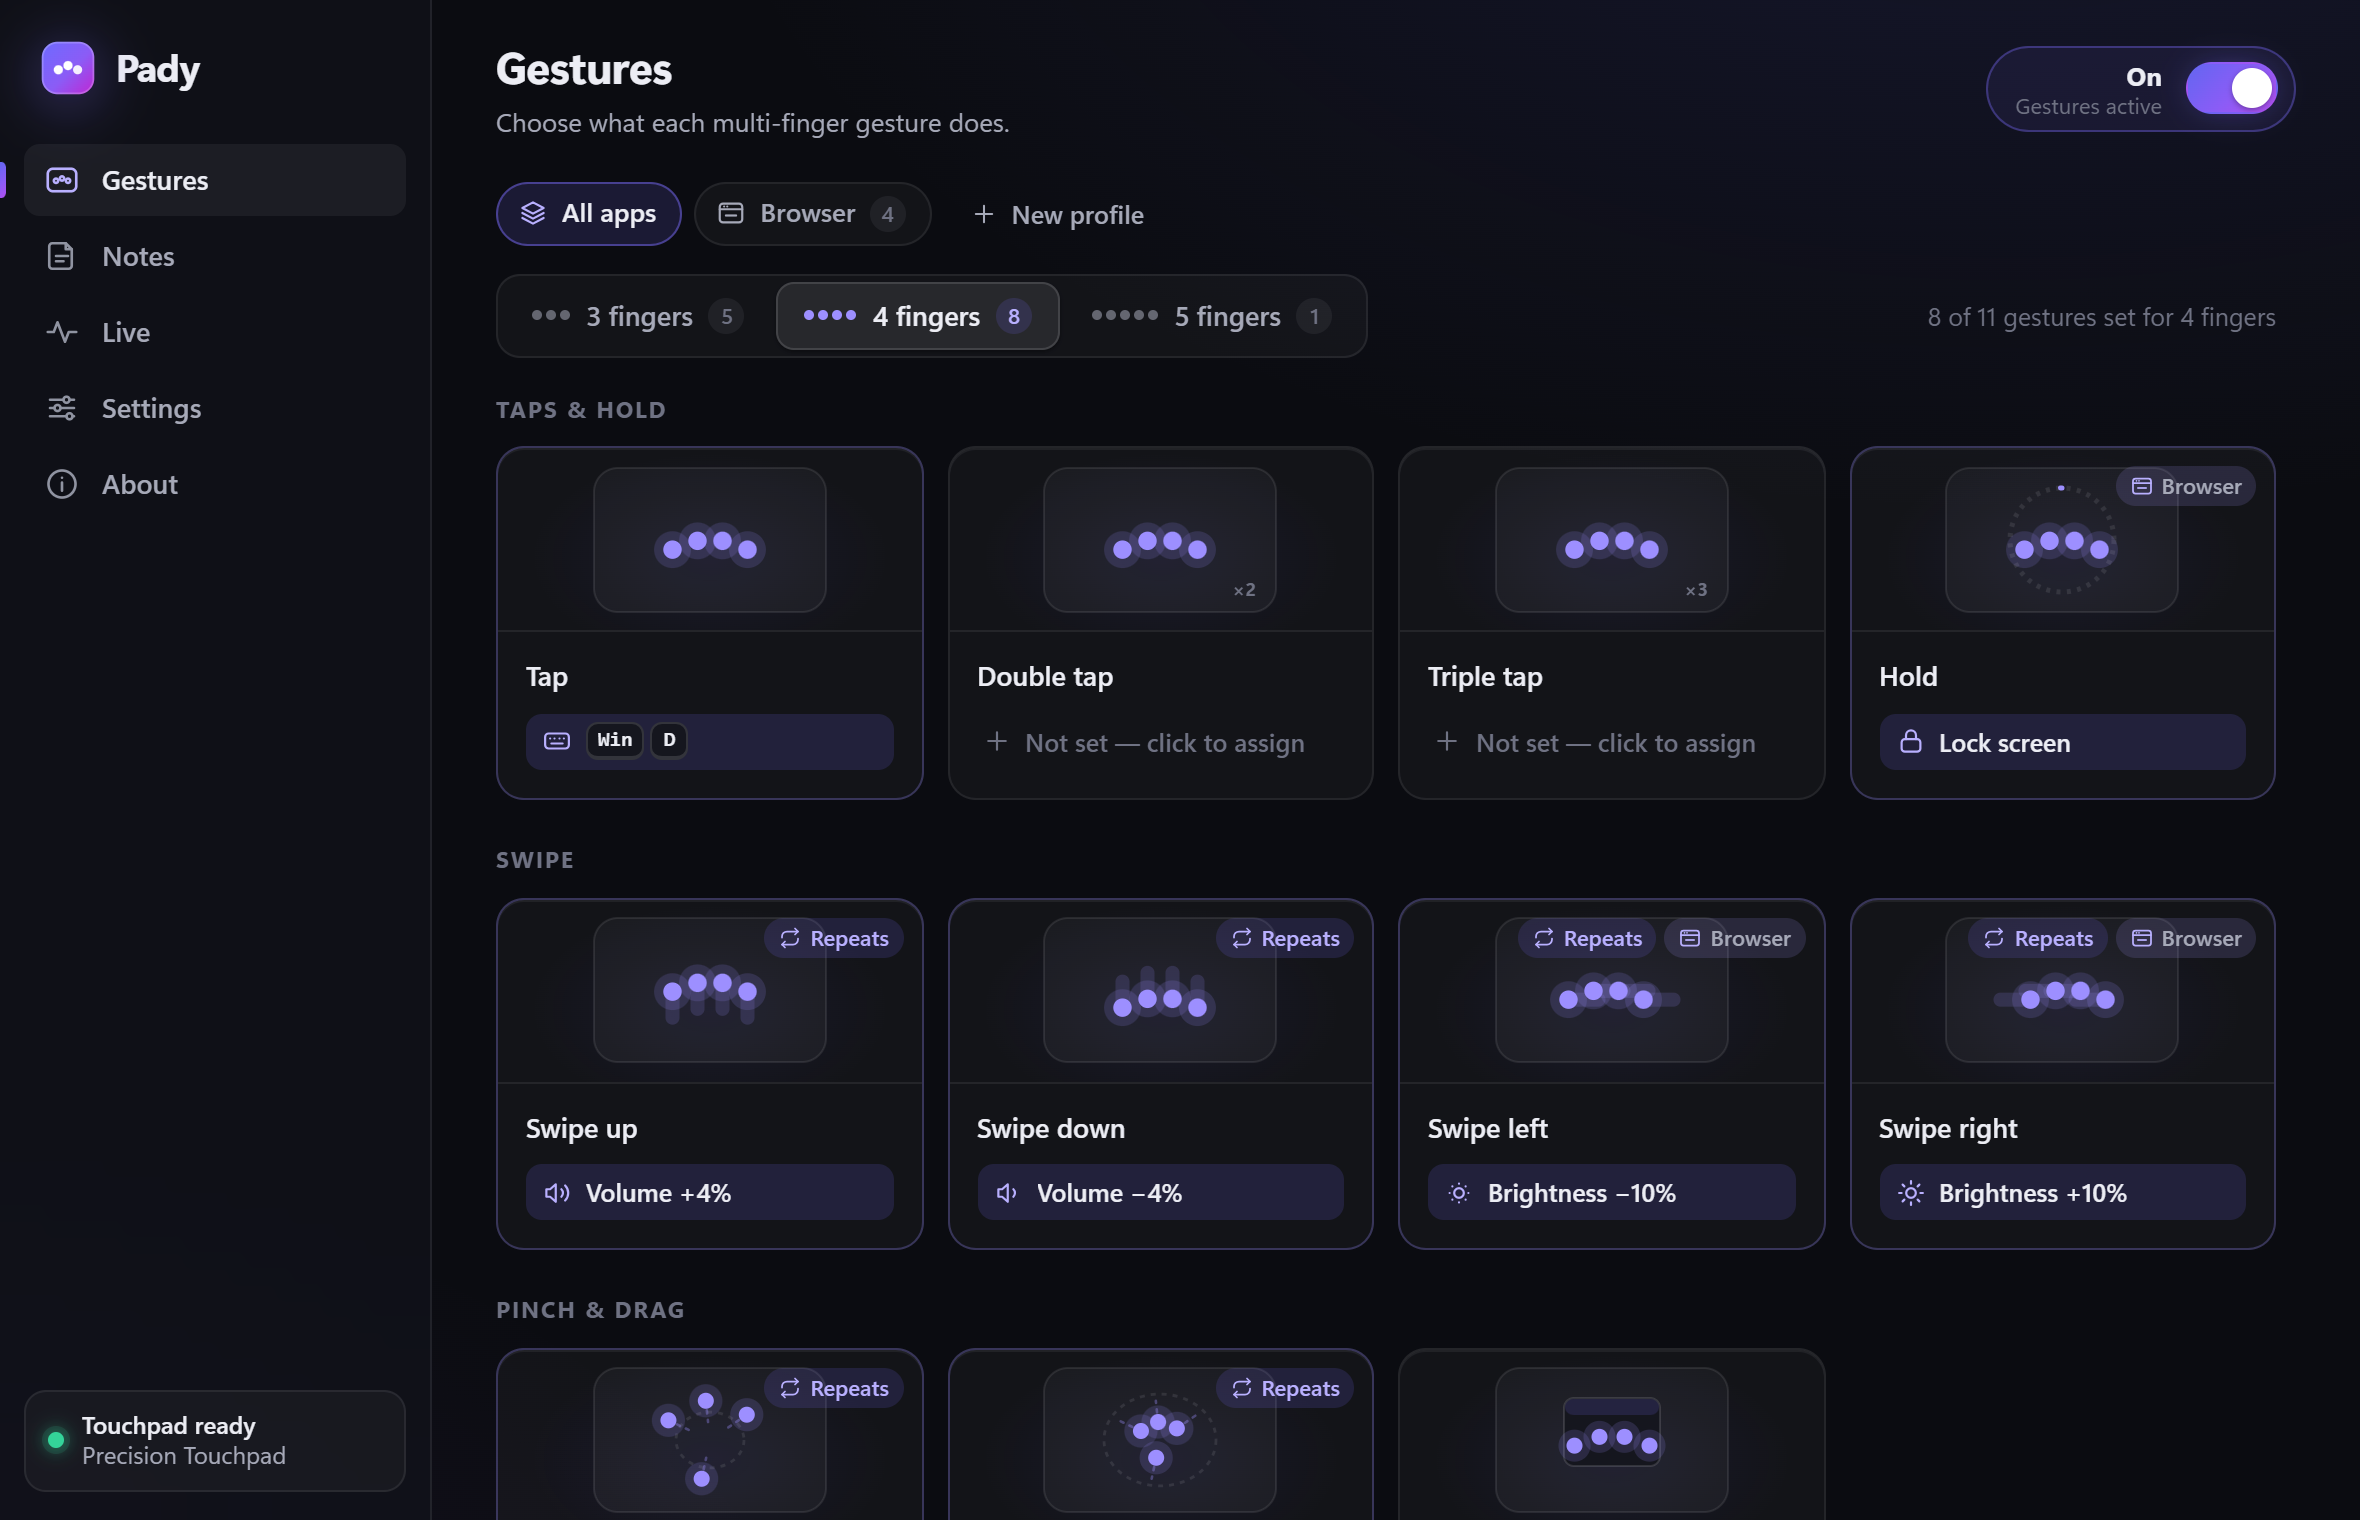 Pady
Gestures
Notes
Live
Settings
About
Touchpad ready
Precision Touchpad
Gestures
Choose what each multi-finger gesture does.
On
Gestures active
All apps
Browser 4
New profile
3 fingers 5
4 fingers 8
5 fingers 1
8 of 11 gestures set for 4 fingers
TAPS & HOLD
Tap
Win D
×2
Double tap
Not set — click to assign
×3
Triple tap
Not set — click to assign
Browser
Hold
Lock screen
SWIPE
Repeats
Swipe up
Volume +4%
Repeats
Swipe down
Volume −4%
Repeats Browser
Swipe left
Brightness −10%
Repeats Browser
Swipe right
Brightness +10%
PINCH & DRAG
Repeats
Repeats